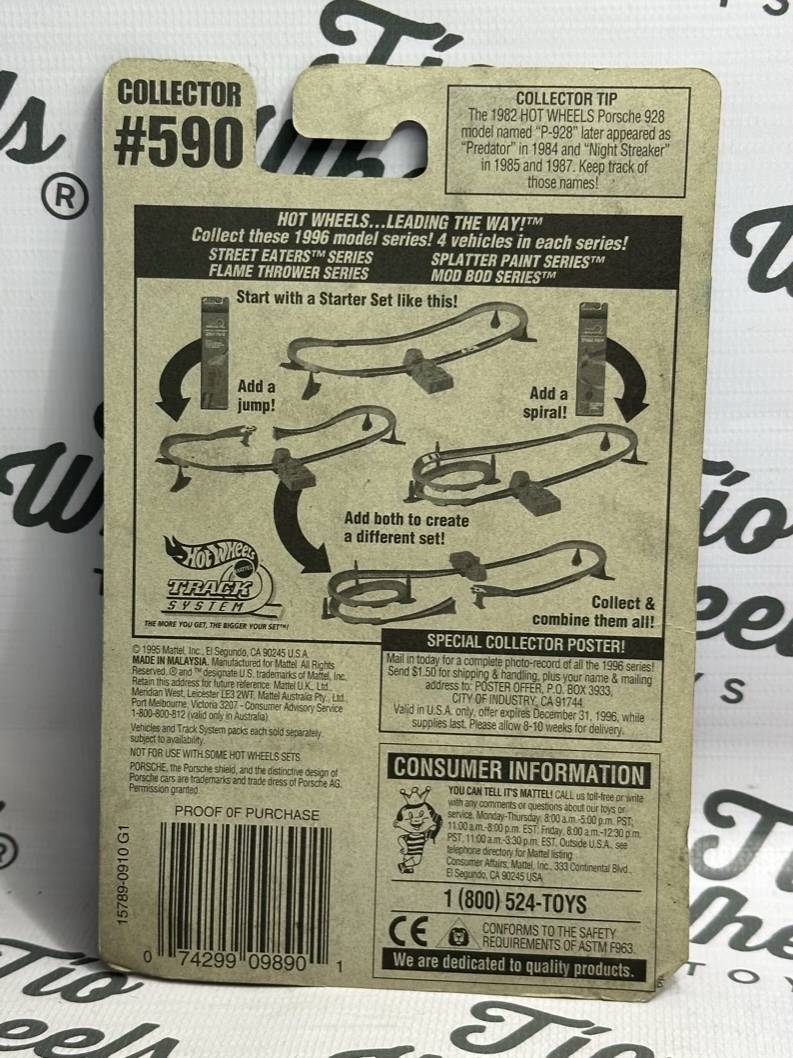 COLLECTOR
#590
COLLECTOR TIP
The 1982 HOT WHEELS Porsche 928
model named "P-928" later appeared as
"Predator" in 1984 and "Night Streaker"
in 1985 and 1987. Keep track of
those names!
HOT WHEELS...LEADING THE WAY!™
Collect these 1996 model series! 4 vehicles in each series!
STREET EATERS™ SERIES
SPLATTER PAINT SERIES™
FLAME THROWER SERIES
MOD BOD SERIES™
Start with a Starter Set like this!
Add a
jump!
Add a
spiral!
Add both to create
a different set!
HOT WHEELS
MATTEL
TRACK
SYSTEM
THE MORE YOU GET, THE BIGGER YOUR SET™!
Collect &
combine them all!
© 1995 Mattel, Inc., El Segundo, CA 90245 U.S.A.
MADE IN MALAYSIA. Manufactured for Mattel. All Rights
Reserved. ® and ™ designate U.S. trademarks of Mattel, Inc.
Retain this address for future reference: Mattel U.K., Ltd.,
Meridian West, Leicester LE3 2WT, Mattel Australia Pty., Ltd.,
Port Melbourne, Victoria 3207 - Consumer Advisory Service
1-800-800-812 (valid only in Australia).
Vehicles and Track System packs each sold separately
subject to availability.
NOT FOR USE WITH SOME HOT WHEELS SETS.
PORSCHE, the Porsche shield, and the distinctive design of
Porsche cars are trademarks and trade dress of Porsche AG.
Permission granted.
SPECIAL COLLECTOR POSTER!
Mail in today for a complete photo-record of all the 1996 series!
Send $1.50 for shipping & handling, plus your name & mailing
address to: POSTER OFFER, P.O. BOX 3933,
CITY OF INDUSTRY, CA 91744.
Valid in U.S.A. only, offer expires December 31, 1996, while
supplies last. Please allow 8-10 weeks for delivery.
CONSUMER INFORMATION
YOU CAN TELL IT'S MATTEL! CALL us toll-free or write
with any comments or questions about our toys or
service. Monday-Thursday: 8:00 a.m.-5:00 p.m. PST;
11:00 a.m.-8:00 p.m. EST: Friday, 8:00 a.m.-12:30 p.m.
PST; 11:00 a.m.-3:30 p.m. EST. Outside U.S.A., see
telephone directory for Mattel listing
Consumer Affairs, Mattel, Inc., 333 Continental Blvd.,
El Segundo, CA 90245 USA
1 (800) 524-TOYS
CE
CONFORMS TO THE SAFETY
REQUIREMENTS OF ASTM F963.
We are dedicated to quality products.
PROOF OF PURCHASE
15789-0910 G1
0 74299 09890 1
Tio
Wheels
®
TOYS